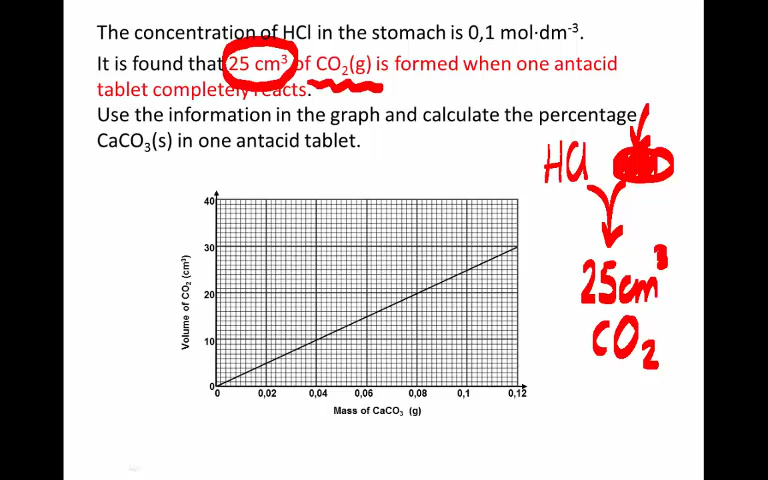 The concentration of HCl in the stomach is 0,1 mol·dm⁻³.
It is found that 25 cm³ of CO₂(g) is formed when one antacid
tablet completely reacts.
Use the information in the graph and calculate the percentage
CaCO₃(s) in one antacid tablet.
HCl
25cm³
CO₂
Volume of CO₂ (cm³)
40
30
20
10
0
0 0,02 0,04 0,06 0,08 0,1 0,12
Mass of CaCO₃ (g)